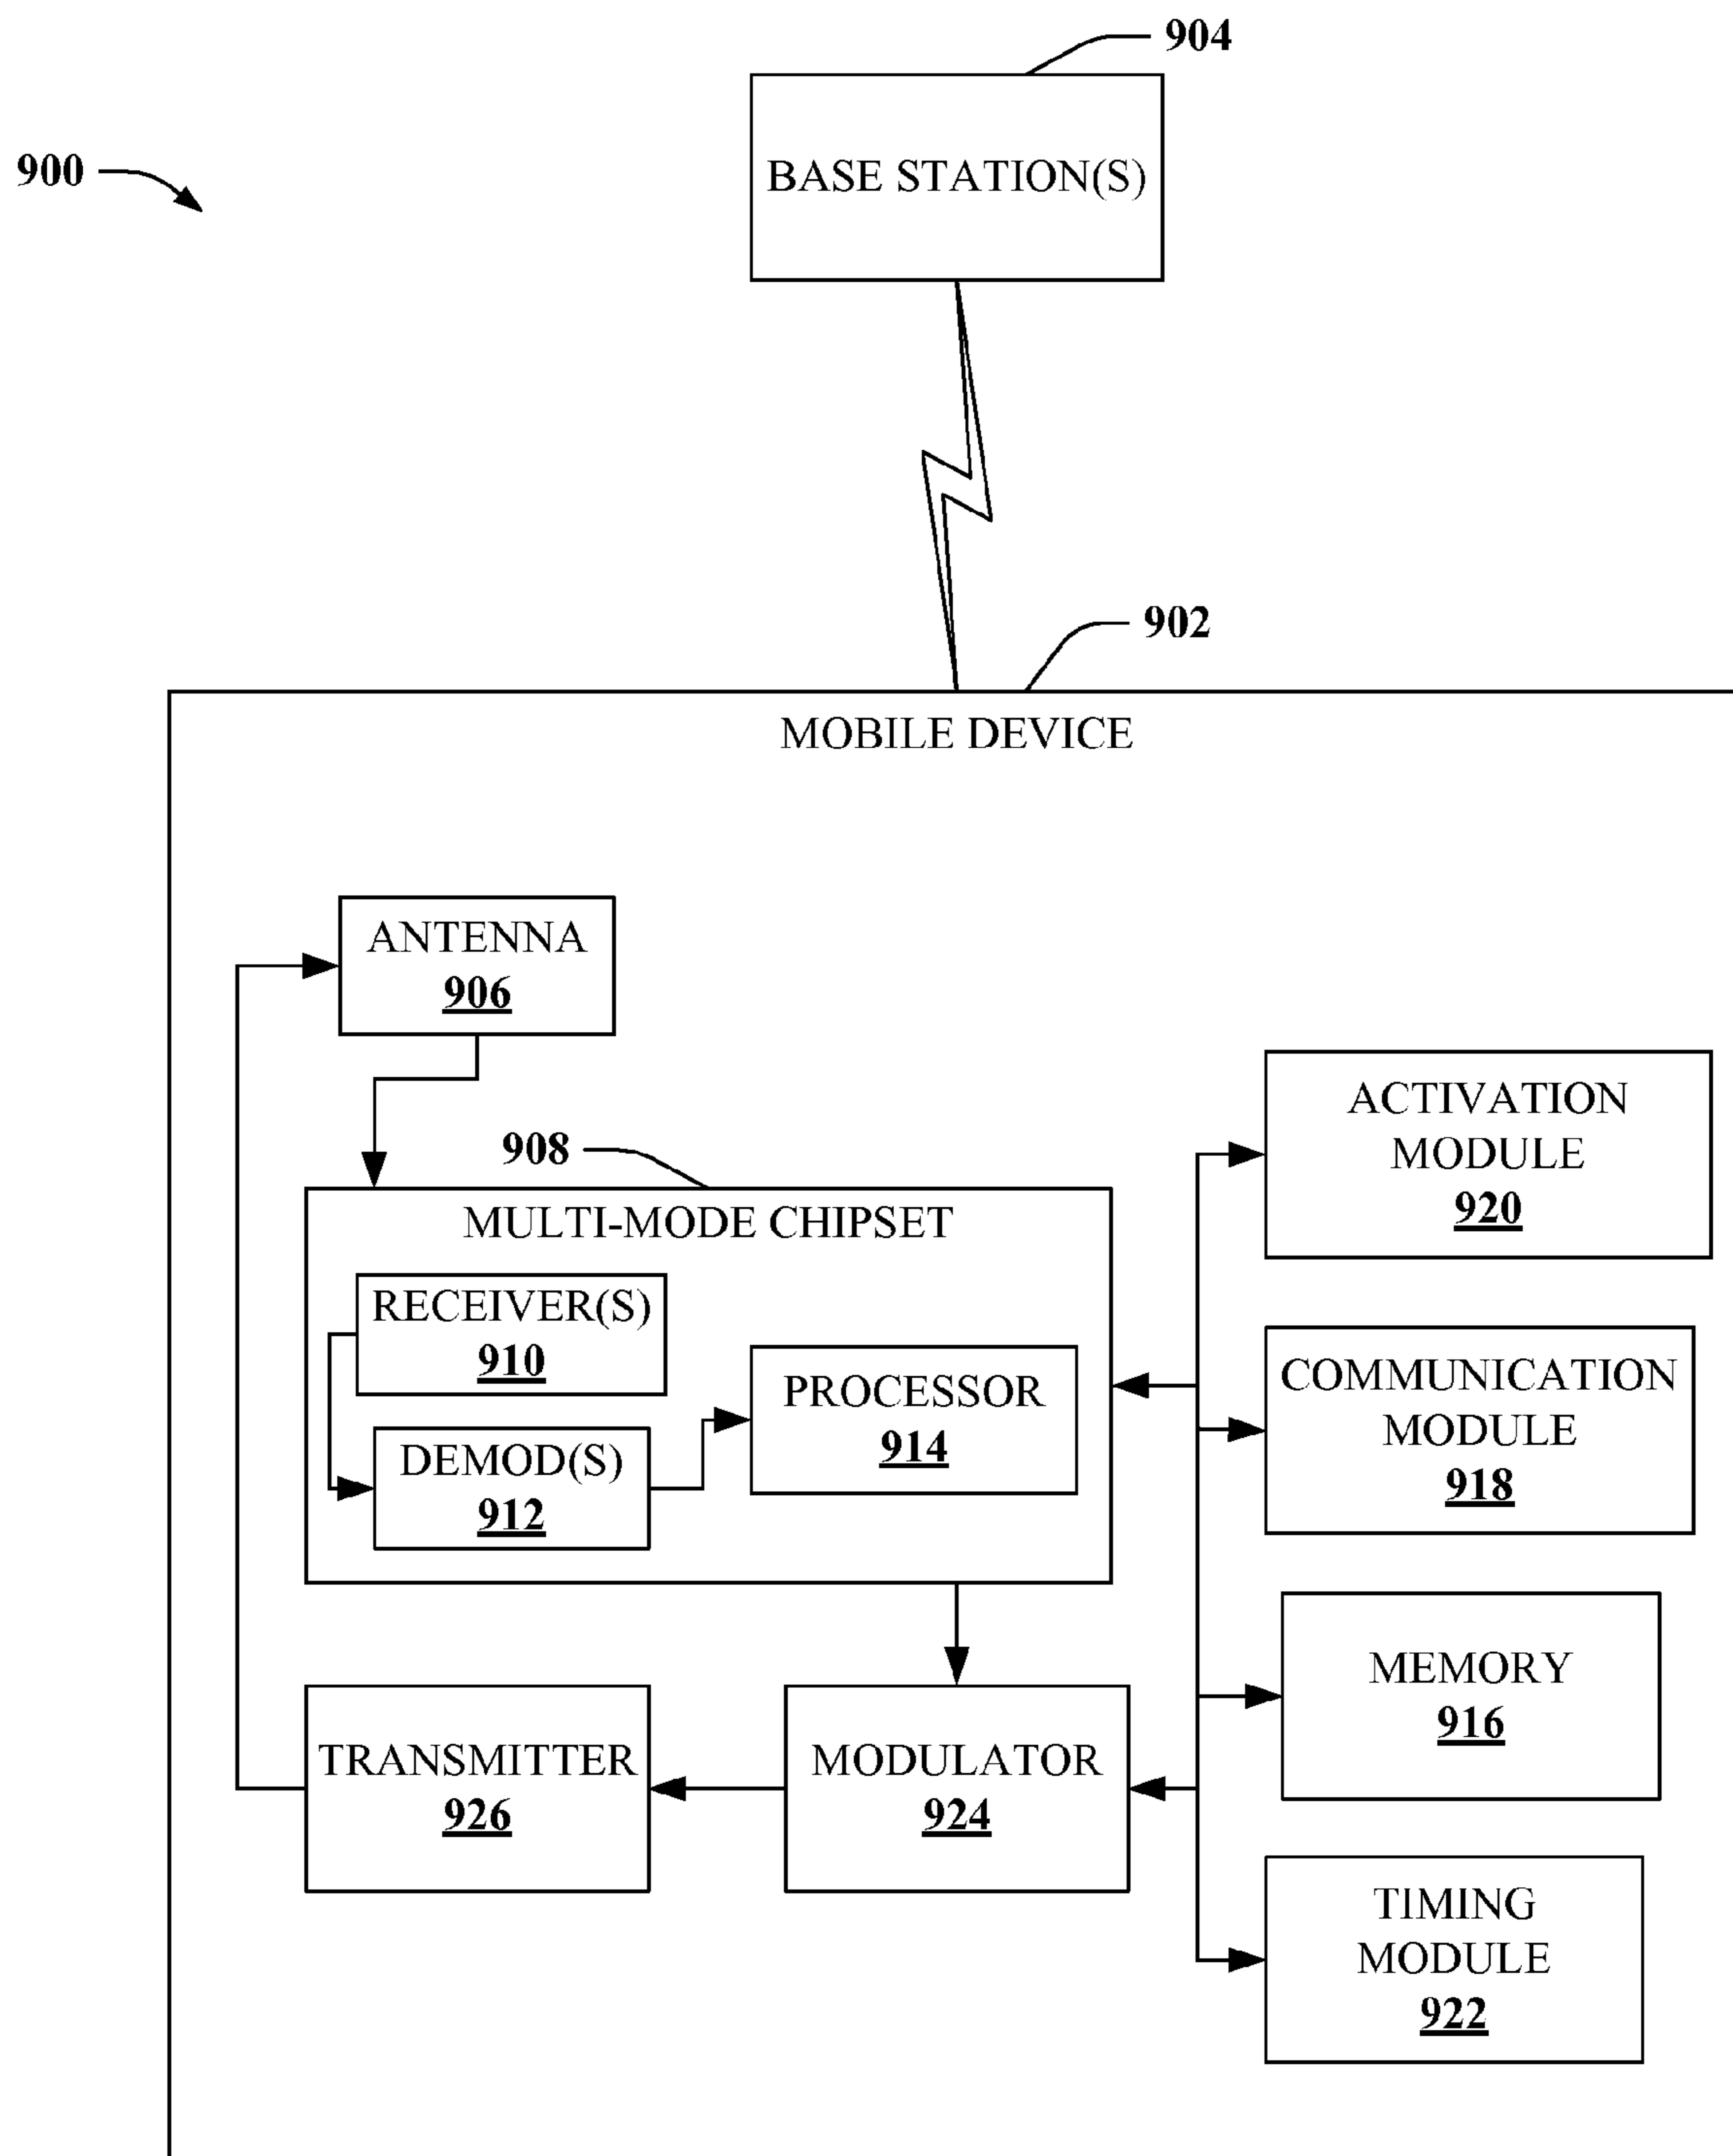 904
BASE STATION(S)
900
902
MOBILE DEVICE
ANTENNA
906
908
MULTI-MODE CHIPSET
RECEIVER(S)
910
DEMOD(S)
912
PROCESSOR
914
ACTIVATION
MODULE
920
COMMUNICATION
MODULE
918
MEMORY
916
TRANSMITTER
926
MODULATOR
924
TIMING
MODULE
922